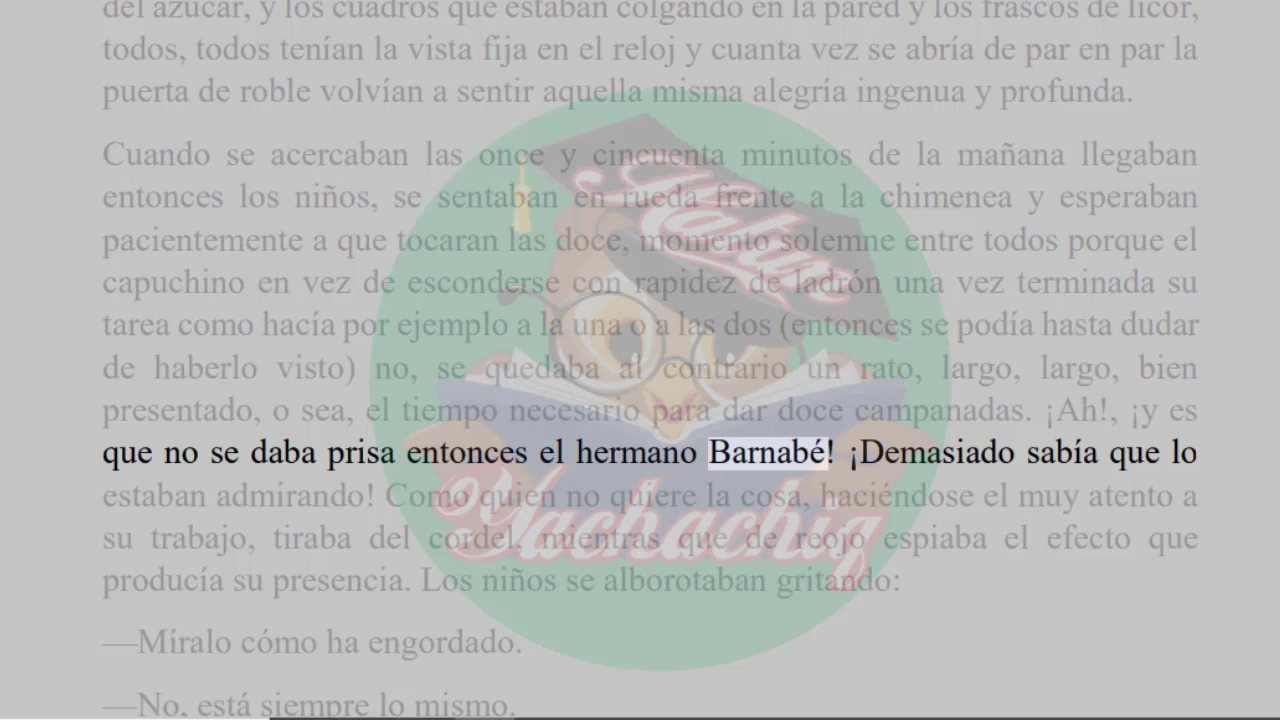 del azúcar, y los cuadros que estaban colgando en la pared y los frascos de licor,
todos, todos tenían la vista fija en el reloj y cuanta vez se abría de par en par la
puerta de roble volvían a sentir aquella misma alegría ingenua y profunda.
Cuando se acercaban las once y cincuenta minutos de la mañana llegaban
entonces los niños, se sentaban en rueda frente a la chimenea y esperaban
pacientemente a que tocaran las doce, momento solemne entre todos porque el
capuchino en vez de esconderse con rapidez de ladrón una vez terminada su
tarea como hacía por ejemplo a la una o a las dos (entonces se podía hasta dudar
de haberlo visto) no, se quedaba al contrario un rato, largo, largo, bien
presentado, o sea, el tiempo necesario para dar doce campanadas. ¡Ah!, ¡y es
que no se daba prisa entonces el hermano Barnabé! ¡Demasiado sabía que lo
estaban admirando! Como quien no quiere la cosa, haciéndose el muy atento a
su trabajo, tiraba del cordel, mientras que de reojo espiaba el efecto que
producía su presencia. Los niños se alborotaban gritando:
—Míralo cómo ha engordado.
—No, está siempre lo mismo.
Hatun
Yachachiq